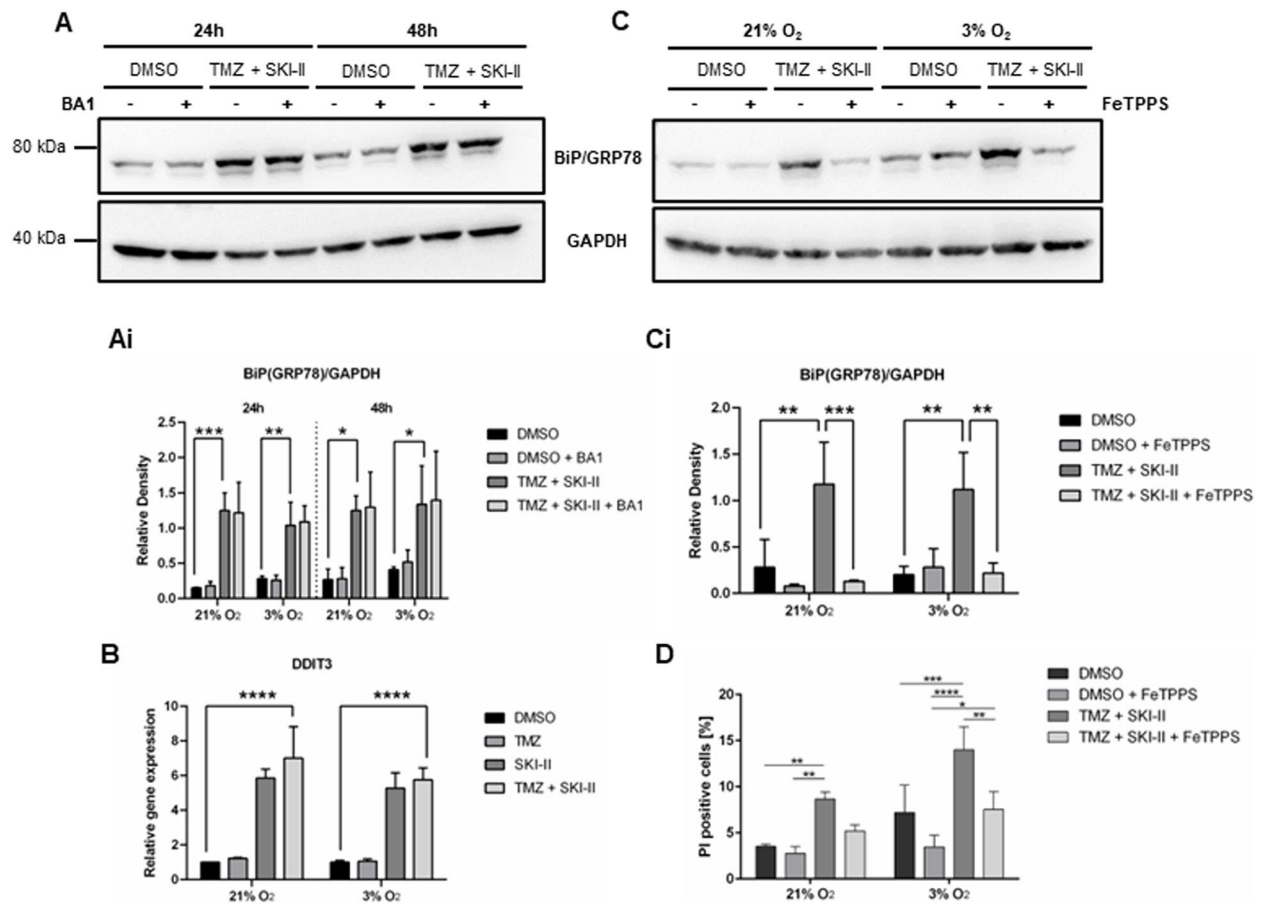 A
24h 48h
DMSO TMZ + SKI-II DMSO TMZ + SKI-II
BA1 - + - + - + - +
80 kDa
40 kDa
BiP/GRP78
GAPDH
C
21% O₂ 3% O₂
DMSO TMZ + SKI-II DMSO TMZ + SKI-II
- + - + - + - + FeTPPS
Ai
BiP(GRP78)/GAPDH
24h 48h
Relative Density
2.5
2.0
1.5
1.0
0.5
0.0
*** ** * *
21% O₂ 3% O₂ 21% O₂ 3% O₂
DMSO
DMSO + BA1
TMZ + SKI-II
TMZ + SKI-II + BA1
Ci
BiP(GRP78)/GAPDH
Relative Density
2.0
1.5
1.0
0.5
0.0
** *** ** **
21% O₂ 3% O₂
DMSO
DMSO + FeTPPS
TMZ + SKI-II
TMZ + SKI-II + FeTPPS
B
DDIT3
Relative gene expression
10
8
6
4
2
0
**** ****
21% O₂ 3% O₂
DMSO
TMZ
SKI-II
TMZ + SKI-II
D
PI positive cells [%]
20
15
10
5
0
**
**
***
****
*
**
21% O₂ 3% O₂
DMSO
DMSO + FeTPPS
TMZ + SKI-II
TMZ + SKI-II + FeTPPS